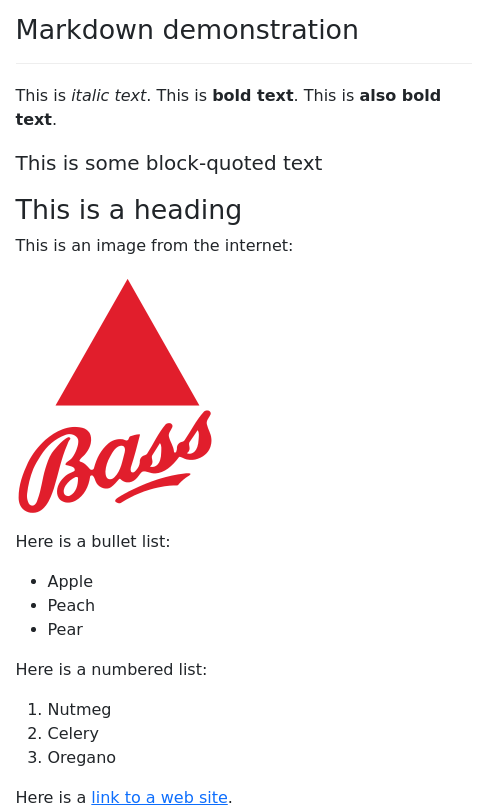 Markdown demonstration
This is italic text. This is bold text. This is also bold
text.
This is some block-quoted text
This is a heading
This is an image from the internet:
Bass
Here is a bullet list:
• Apple
• Peach
• Pear
Here is a numbered list:
1. Nutmeg
2. Celery
3. Oregano
Here is a link to a web site.